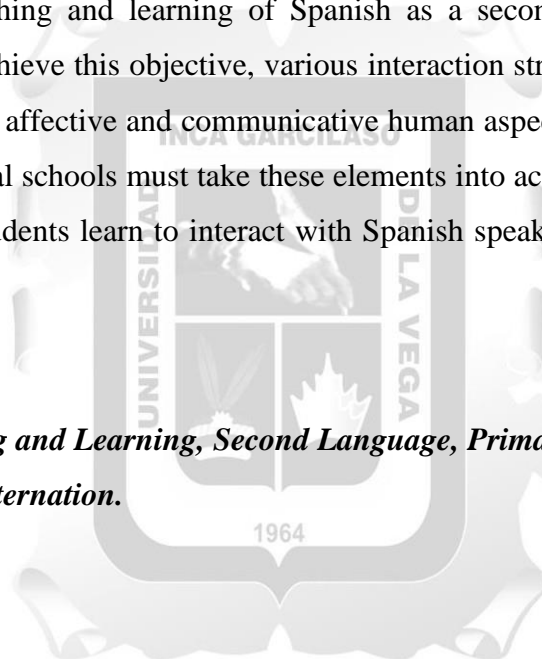 hing and learning of Spanish as a secon
hieve this objective, various interaction str
affective and communicative human aspec
al schools must take these elements into ac
udents learn to interact with Spanish speak
g and Learning, Second Language, Prima
ternation.
INCA GARCILASO
UNIVERSIDAD
DE LA VEGA
1964